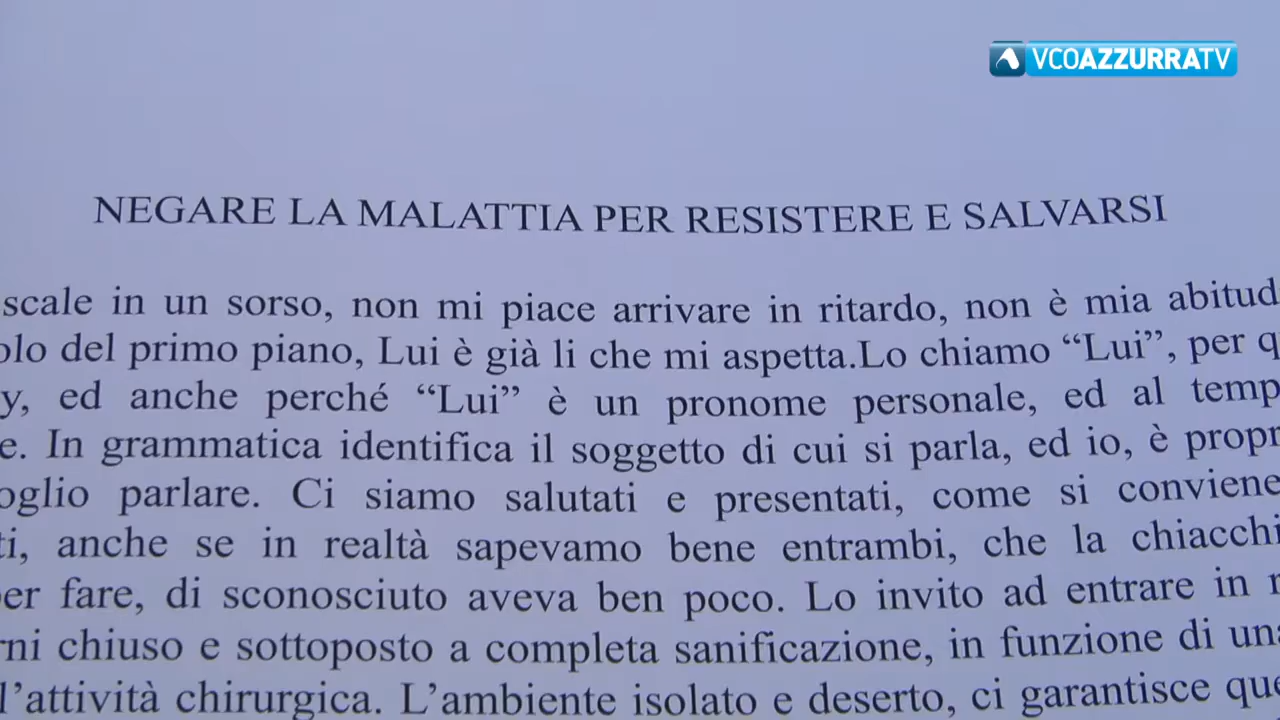 VCOAZZURRATV
NEGARE LA MALATTIA PER RESISTERE E SALVARSI
scale in un sorso, non mi piace arrivare in ritardo, non è mia abitud
olo del primo piano, Lui è già li che mi aspetta.Lo chiamo “Lui”, per q
y, ed anche perché “Lui” è un pronome personale, ed al temp
e. In grammatica identifica il soggetto di cui si parla, ed io, è propr
oglio parlare. Ci siamo salutati e presentati, come si conviene
ti, anche se in realtà sapevamo bene entrambi, che la chiacchi
per fare, di sconosciuto aveva ben poco. Lo invito ad entrare in
rni chiuso e sottoposto a completa sanificazione, in funzione di una
l’attività chirurgica. L’ambiente isolato e deserto, ci garantisce que